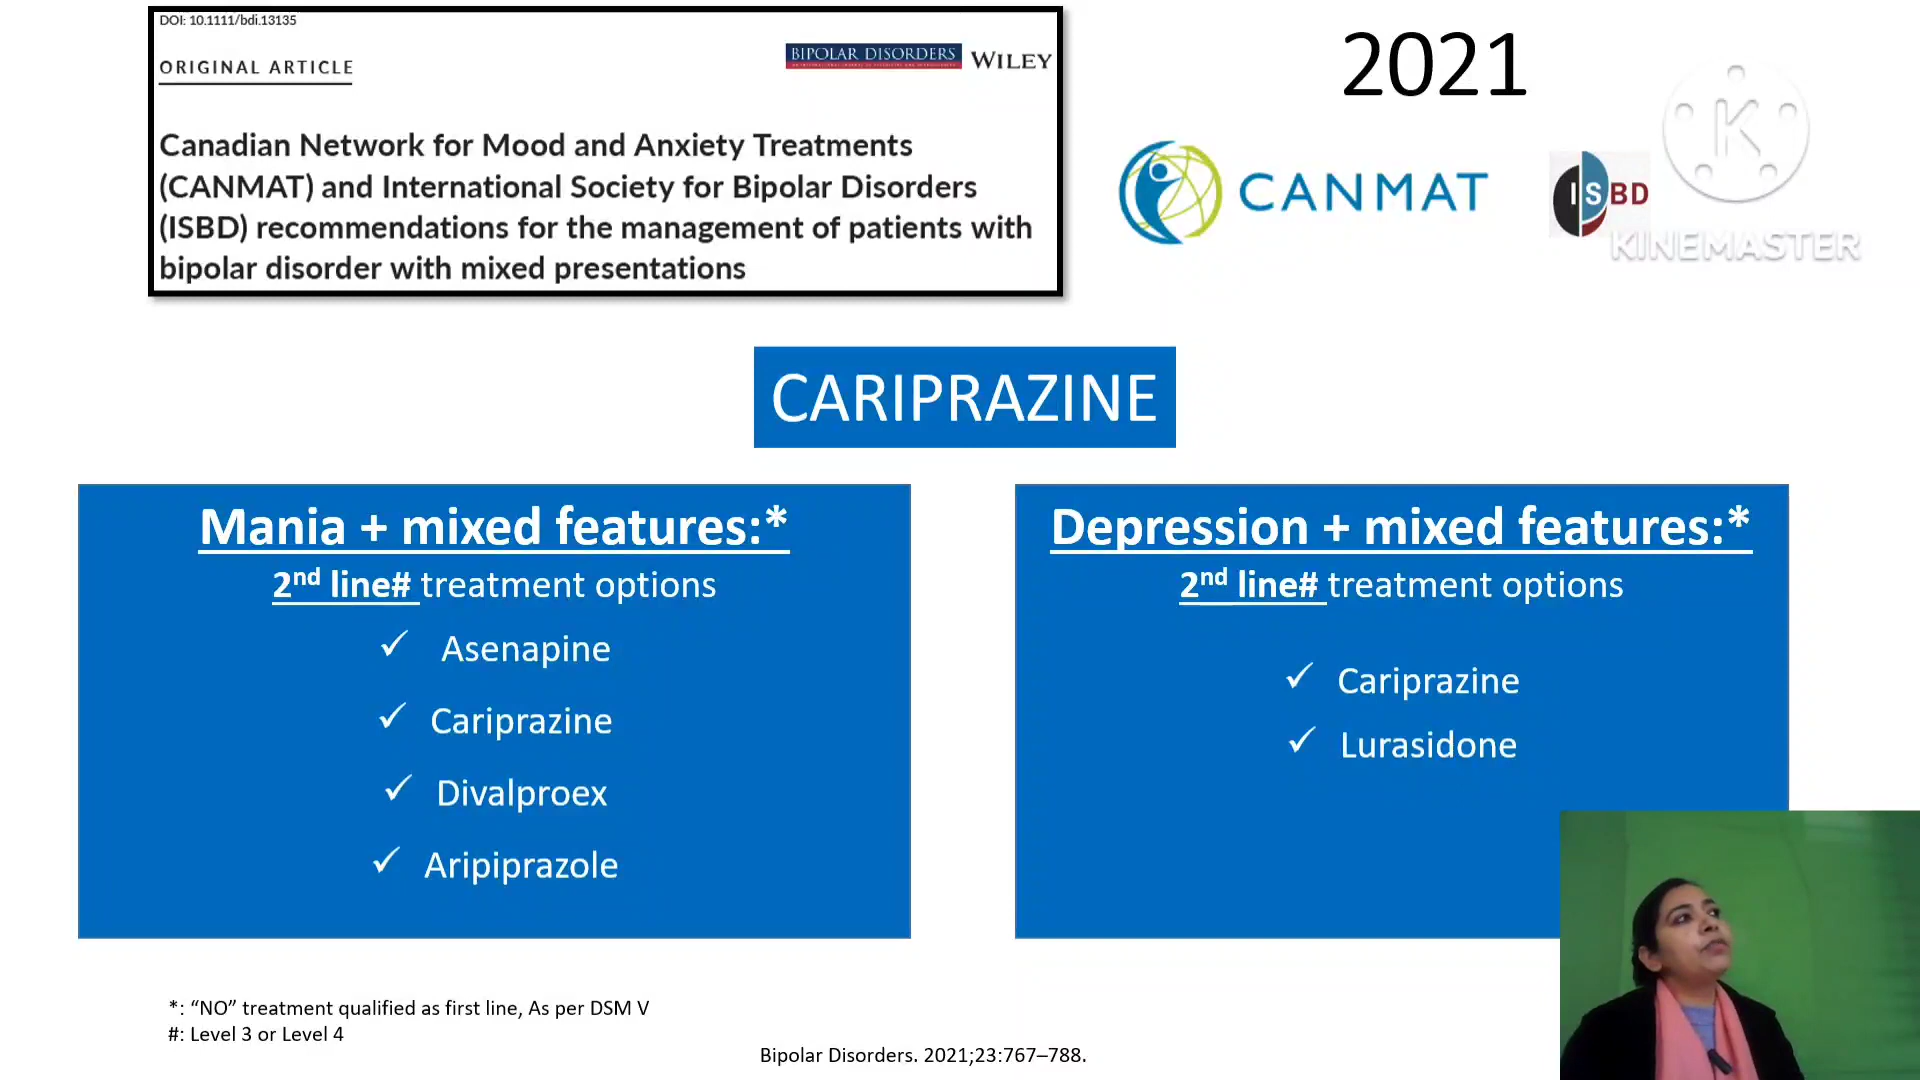 DOI: 10.1111/bdi.13135
ORIGINAL ARTICLE
BIPOLAR DISORDERS
WILEY
Canadian Network for Mood and Anxiety Treatments
(CANMAT) and International Society for Bipolar Disorders
(ISBD) recommendations for the management of patients with
bipolar disorder with mixed presentations
2021
CANMAT
ISBD
K
KINEMASTER
CARIPRAZINE
Mania + mixed features:*
2nd line# treatment options
✓ Asenapine
✓ Cariprazine
✓ Divalproex
✓ Aripiprazole
Depression + mixed features:*
2nd line# treatment options
✓ Cariprazine
✓ Lurasidone
*: “NO” treatment qualified as first line, As per DSM V
#: Level 3 or Level 4
Bipolar Disorders. 2021;23:767–788.